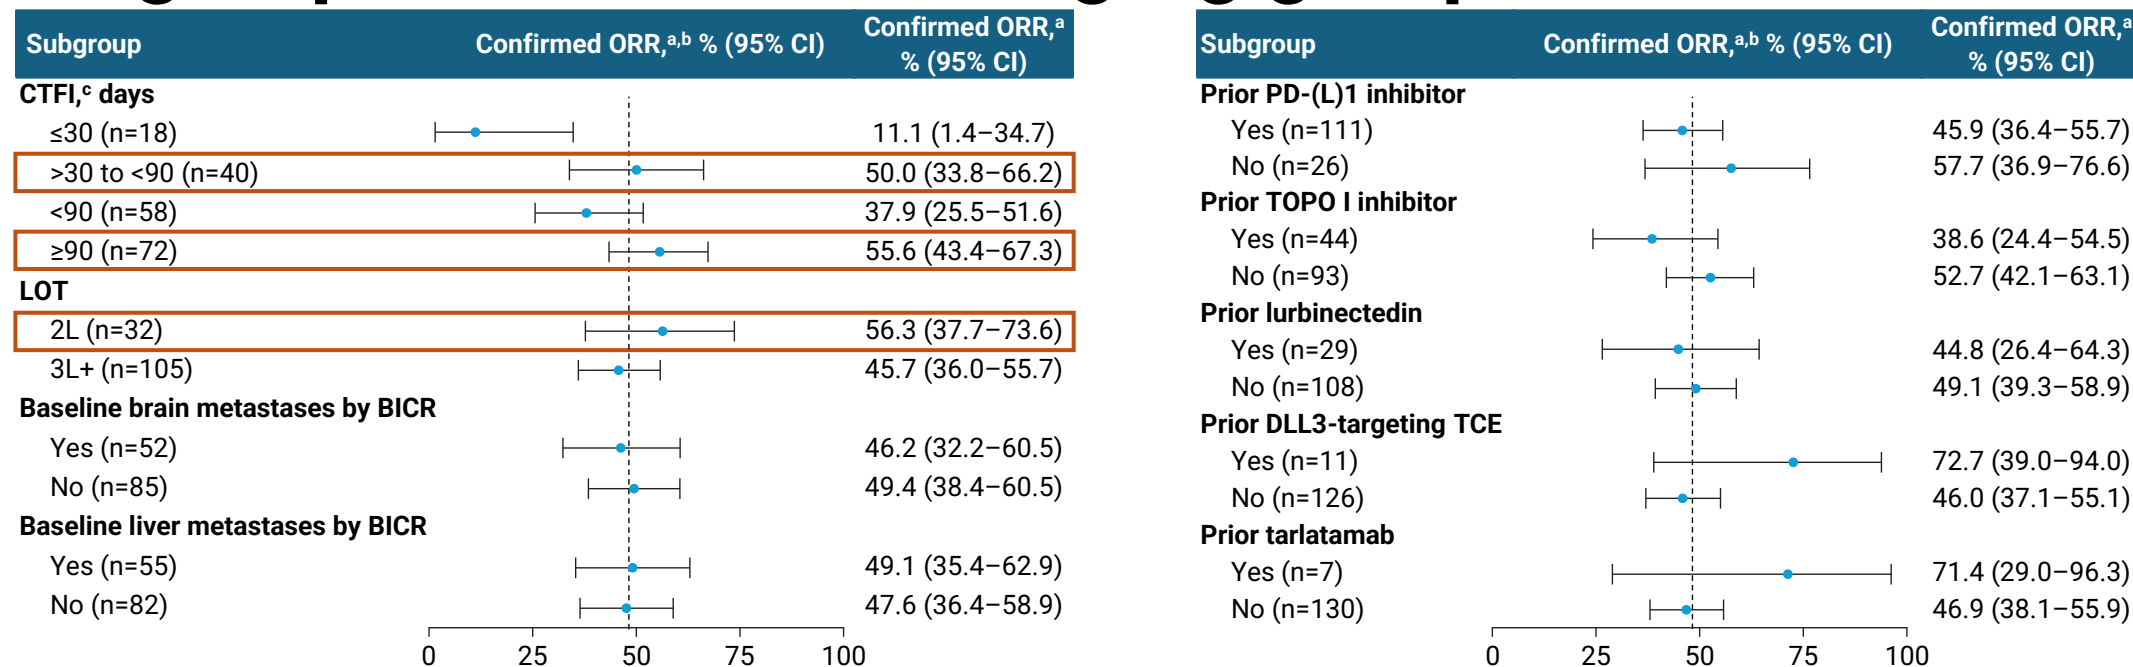 Subgroup Confirmed ORR,a,b % (95% CI) Confirmed ORR,a % (95% CI)
CTFI,c days
≤30 (n=18) 11.1 (1.4–34.7)
>30 to <90 (n=40) 50.0 (33.8–66.2)
<90 (n=58) 37.9 (25.5–51.6)
≥90 (n=72) 55.6 (43.4–67.3)
LOT
2L (n=32) 56.3 (37.7–73.6)
3L+ (n=105) 45.7 (36.0–55.7)
Baseline brain metastases by BICR
Yes (n=52) 46.2 (32.2–60.5)
No (n=85) 49.4 (38.4–60.5)
Baseline liver metastases by BICR
Yes (n=55) 49.1 (35.4–62.9)
No (n=82) 47.6 (36.4–58.9)
0 25 50 75 100
Subgroup Confirmed ORR,a,b % (95% CI) Confirmed ORR,a % (95% CI)
Prior PD-(L)1 inhibitor
Yes (n=111) 45.9 (36.4–55.7)
No (n=26) 57.7 (36.9–76.6)
Prior TOPO I inhibitor
Yes (n=44) 38.6 (24.4–54.5)
No (n=93) 52.7 (42.1–63.1)
Prior lurbinectedin
Yes (n=29) 44.8 (26.4–64.3)
No (n=108) 49.1 (39.3–58.9)
Prior DLL3-targeting TCE
Yes (n=11) 72.7 (39.0–94.0)
No (n=126) 46.0 (37.1–55.1)
Prior tarlatamab
Yes (n=7) 71.4 (29.0–96.3)
No (n=130) 46.9 (38.1–55.9)
0 25 50 75 100